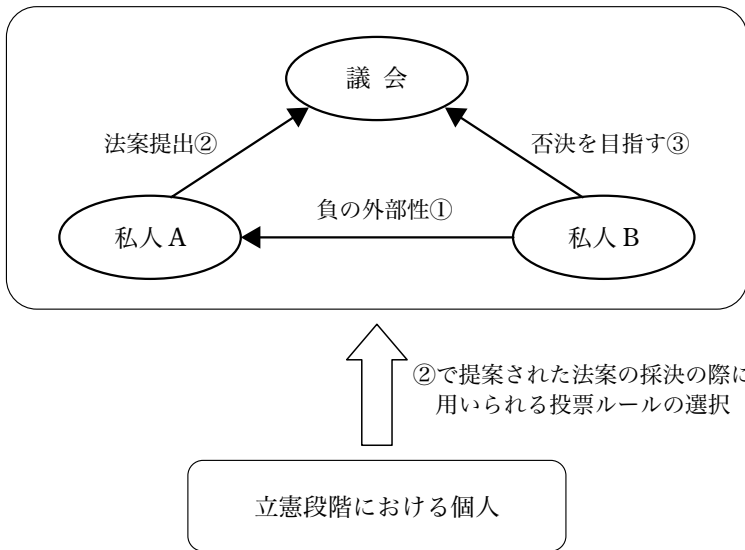 議 会
法案提出②
否決を目指す③
負の外部性①
私人 A
私人 B
②で提案された法案の採決の際に
用いられる投票ルールの選択
立憲段階における個人